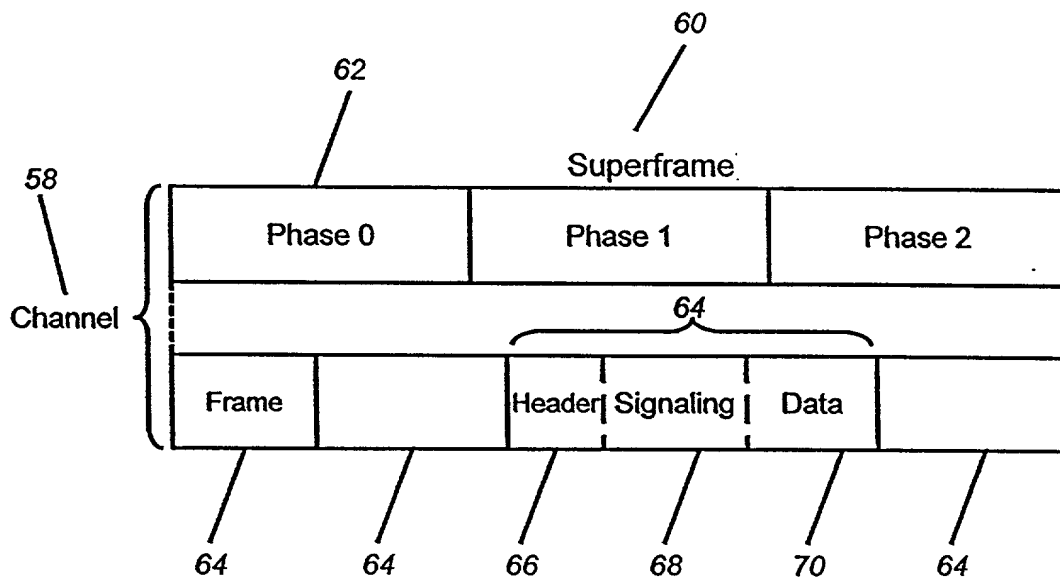 60
62
Superframe
58
Phase 0 Phase 1 Phase 2
Channel
64
Frame Header Signaling Data
64 64 66 68 70 64